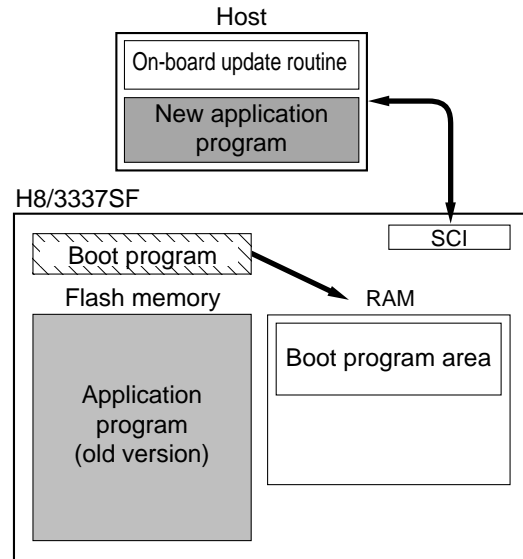 Host
On-board update routine
New application
program
H8/3337SF
SCI
Boot program
Flash memory
RAM
Boot program area
Application
program
(old version)